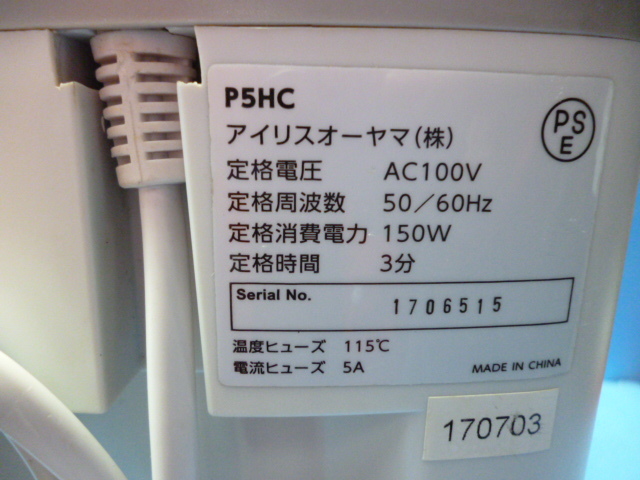 P5HC
アイリスオーヤマ（株）
PS
E
定格電圧 AC100V
定格周波数 50／60Hz
定格消費電力 150W
定格時間 3分
Serial No. 1706515
温度ヒューズ 115℃
電流ヒューズ 5A
MADE IN CHINA
170703